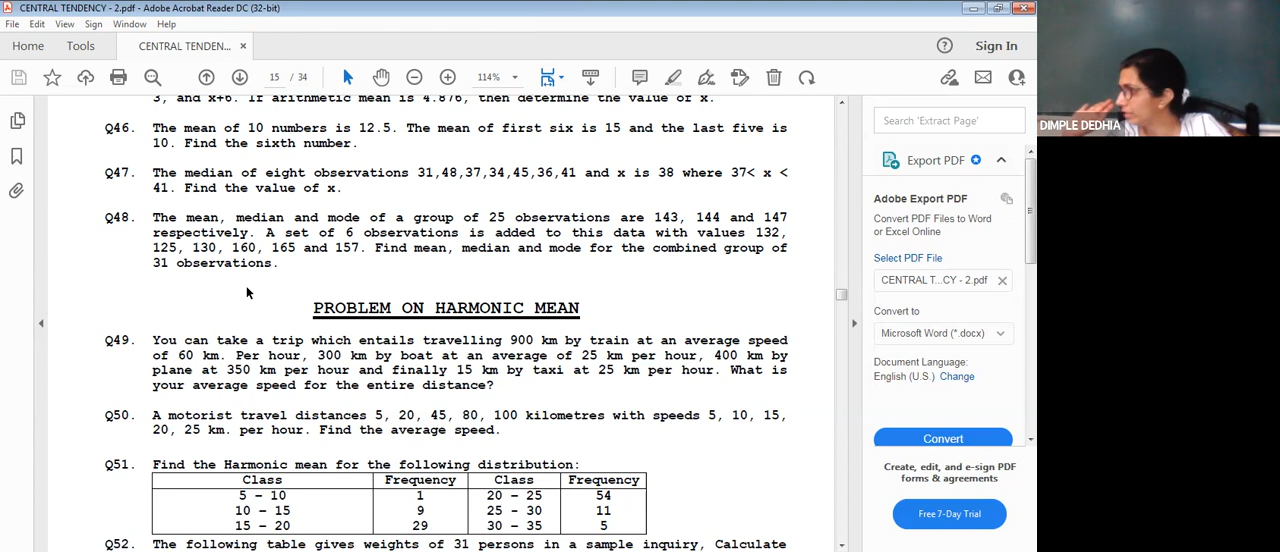 CENTRAL TENDENCY - 2.pdf - Adobe Acrobat Reader DC (32-bit)
File Edit View Sign Window Help
Home Tools CENTRAL TENDEN... × Sign In
15 / 34 114%
3, and x+6. If arithmetic mean is 4.876, then determine the value of x.
Q46. The mean of 10 numbers is 12.5. The mean of first six is 15 and the last five is
10. Find the sixth number.
Q47. The median of eight observations 31,48,37,34,45,36,41 and x is 38 where 37< x <
41. Find the value of x.
Q48. The mean, median and mode of a group of 25 observations are 143, 144 and 147
respectively. A set of 6 observations is added to this data with values 132,
125, 130, 160, 165 and 157. Find mean, median and mode for the combined group of
31 observations.
PROBLEM ON HARMONIC MEAN
Q49. You can take a trip which entails travelling 900 km by train at an average speed
of 60 km. Per hour, 300 km by boat at an average of 25 km per hour, 400 km by
plane at 350 km per hour and finally 15 km by taxi at 25 km per hour. What is
your average speed for the entire distance?
Q50. A motorist travel distances 5, 20, 45, 80, 100 kilometres with speeds 5, 10, 15,
20, 25 km. per hour. Find the average speed.
Q51. Find the Harmonic mean for the following distribution:
Class Frequency Class Frequency
5 – 10 1 20 – 25 54
10 – 15 9 25 – 30 11
15 – 20 29 30 – 35 5
Q52. The following table gives weights of 31 persons in a sample inquiry, Calculate
Search 'Extract Page'
Export PDF
Adobe Export PDF
Convert PDF Files to Word
or Excel Online
Select PDF File
CENTRAL T...CY - 2.pdf ×
Convert to
Microsoft Word (*.docx)
Document Language:
English (U.S.) Change
Convert
Create, edit, and e-sign PDF
forms & agreements
Free 7-Day Trial
DIMPLE DEDHIA